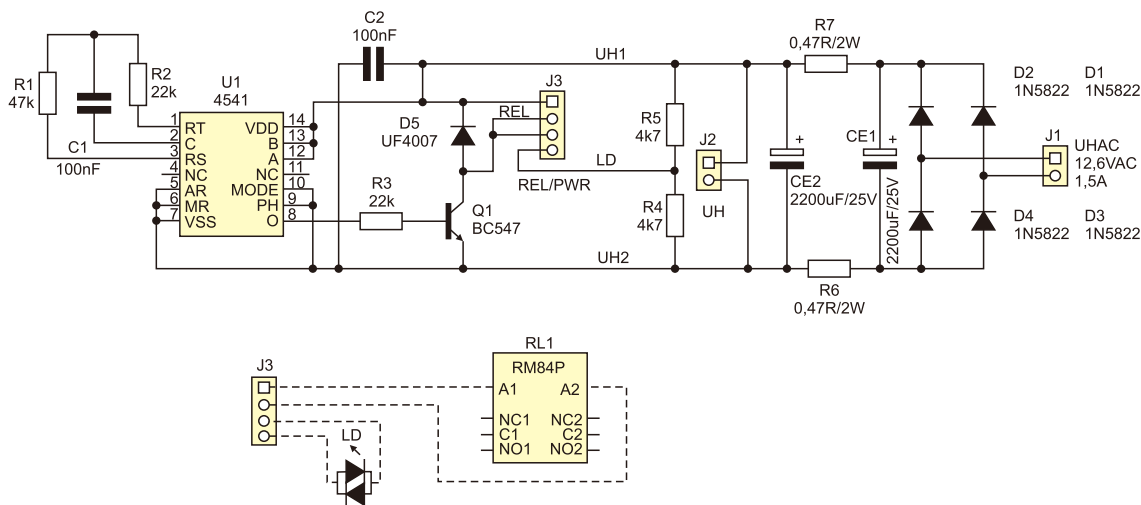 C2
100nF
UH1
R7
0,47R/2W
R1
47k
R2
22k
C1
100nF
U1
4541
1 RT VDD 14
2 C B 13
3 RS A 12
4 NC NC 11
5 AR MODE 10
6 MR PH 9
7 VSS O 8
D5
UF4007
REL
J3
REL/PWR
LD
R3
22k
Q1
BC547
R5
4k7
R4
4k7
J2
UH
UH2
+
CE2
2200uF/25V
CE1
+
2200uF/25V
R6
0,47R/2W
D2
1N5822
D1
1N5822
J1
UHAC
12,6VAC
1,5A
D4
1N5822
D3
1N5822
J3
LD
RL1
RM84P
A1 A2
NC1 NC2
C1 C2
NO1 NO2